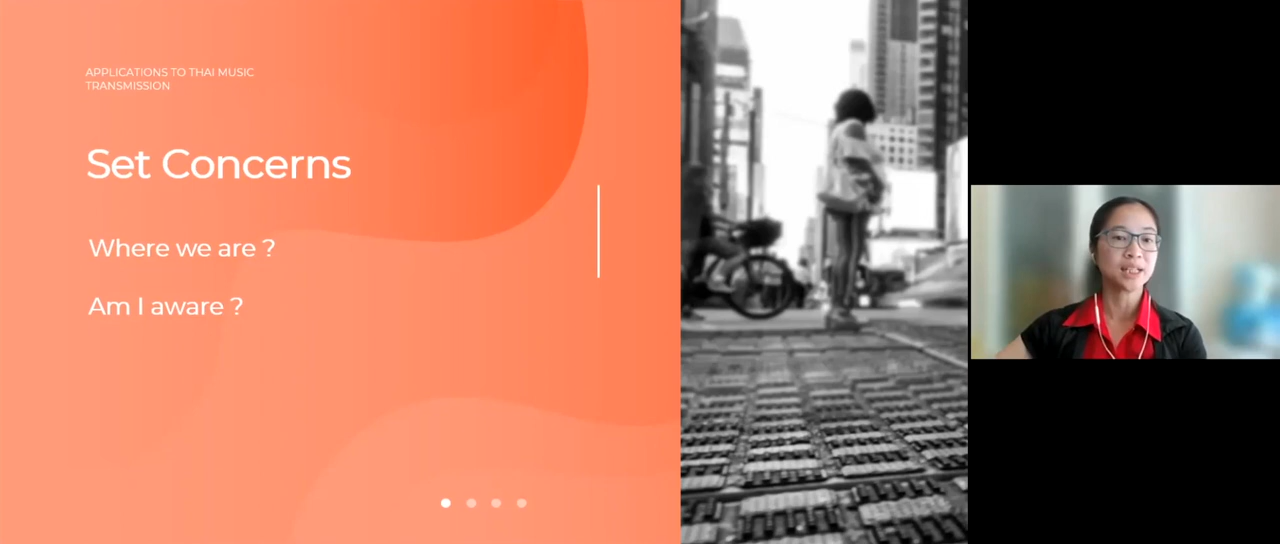 APPLICATIONS TO THAI MUSIC
TRANSMISSION
Set Concerns
Where we are ?
Am I aware ?